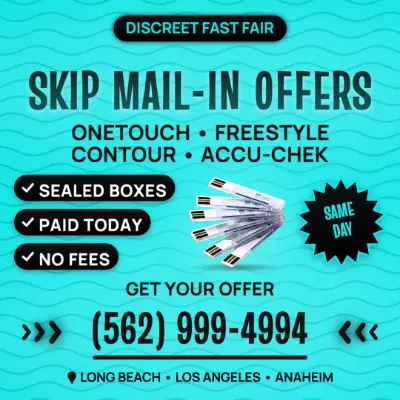 DISCREET FAST FAIR
SKIP MAIL-IN OFFERS
ONETOUCH • FREESTYLE
CONTOUR • ACCU-CHEK
SEALED BOXES
PAID TODAY
NO FEES
SAME
DAY
GET YOUR OFFER
(562) 999-4994
LONG BEACH • LOS ANGELES • ANAHEIM